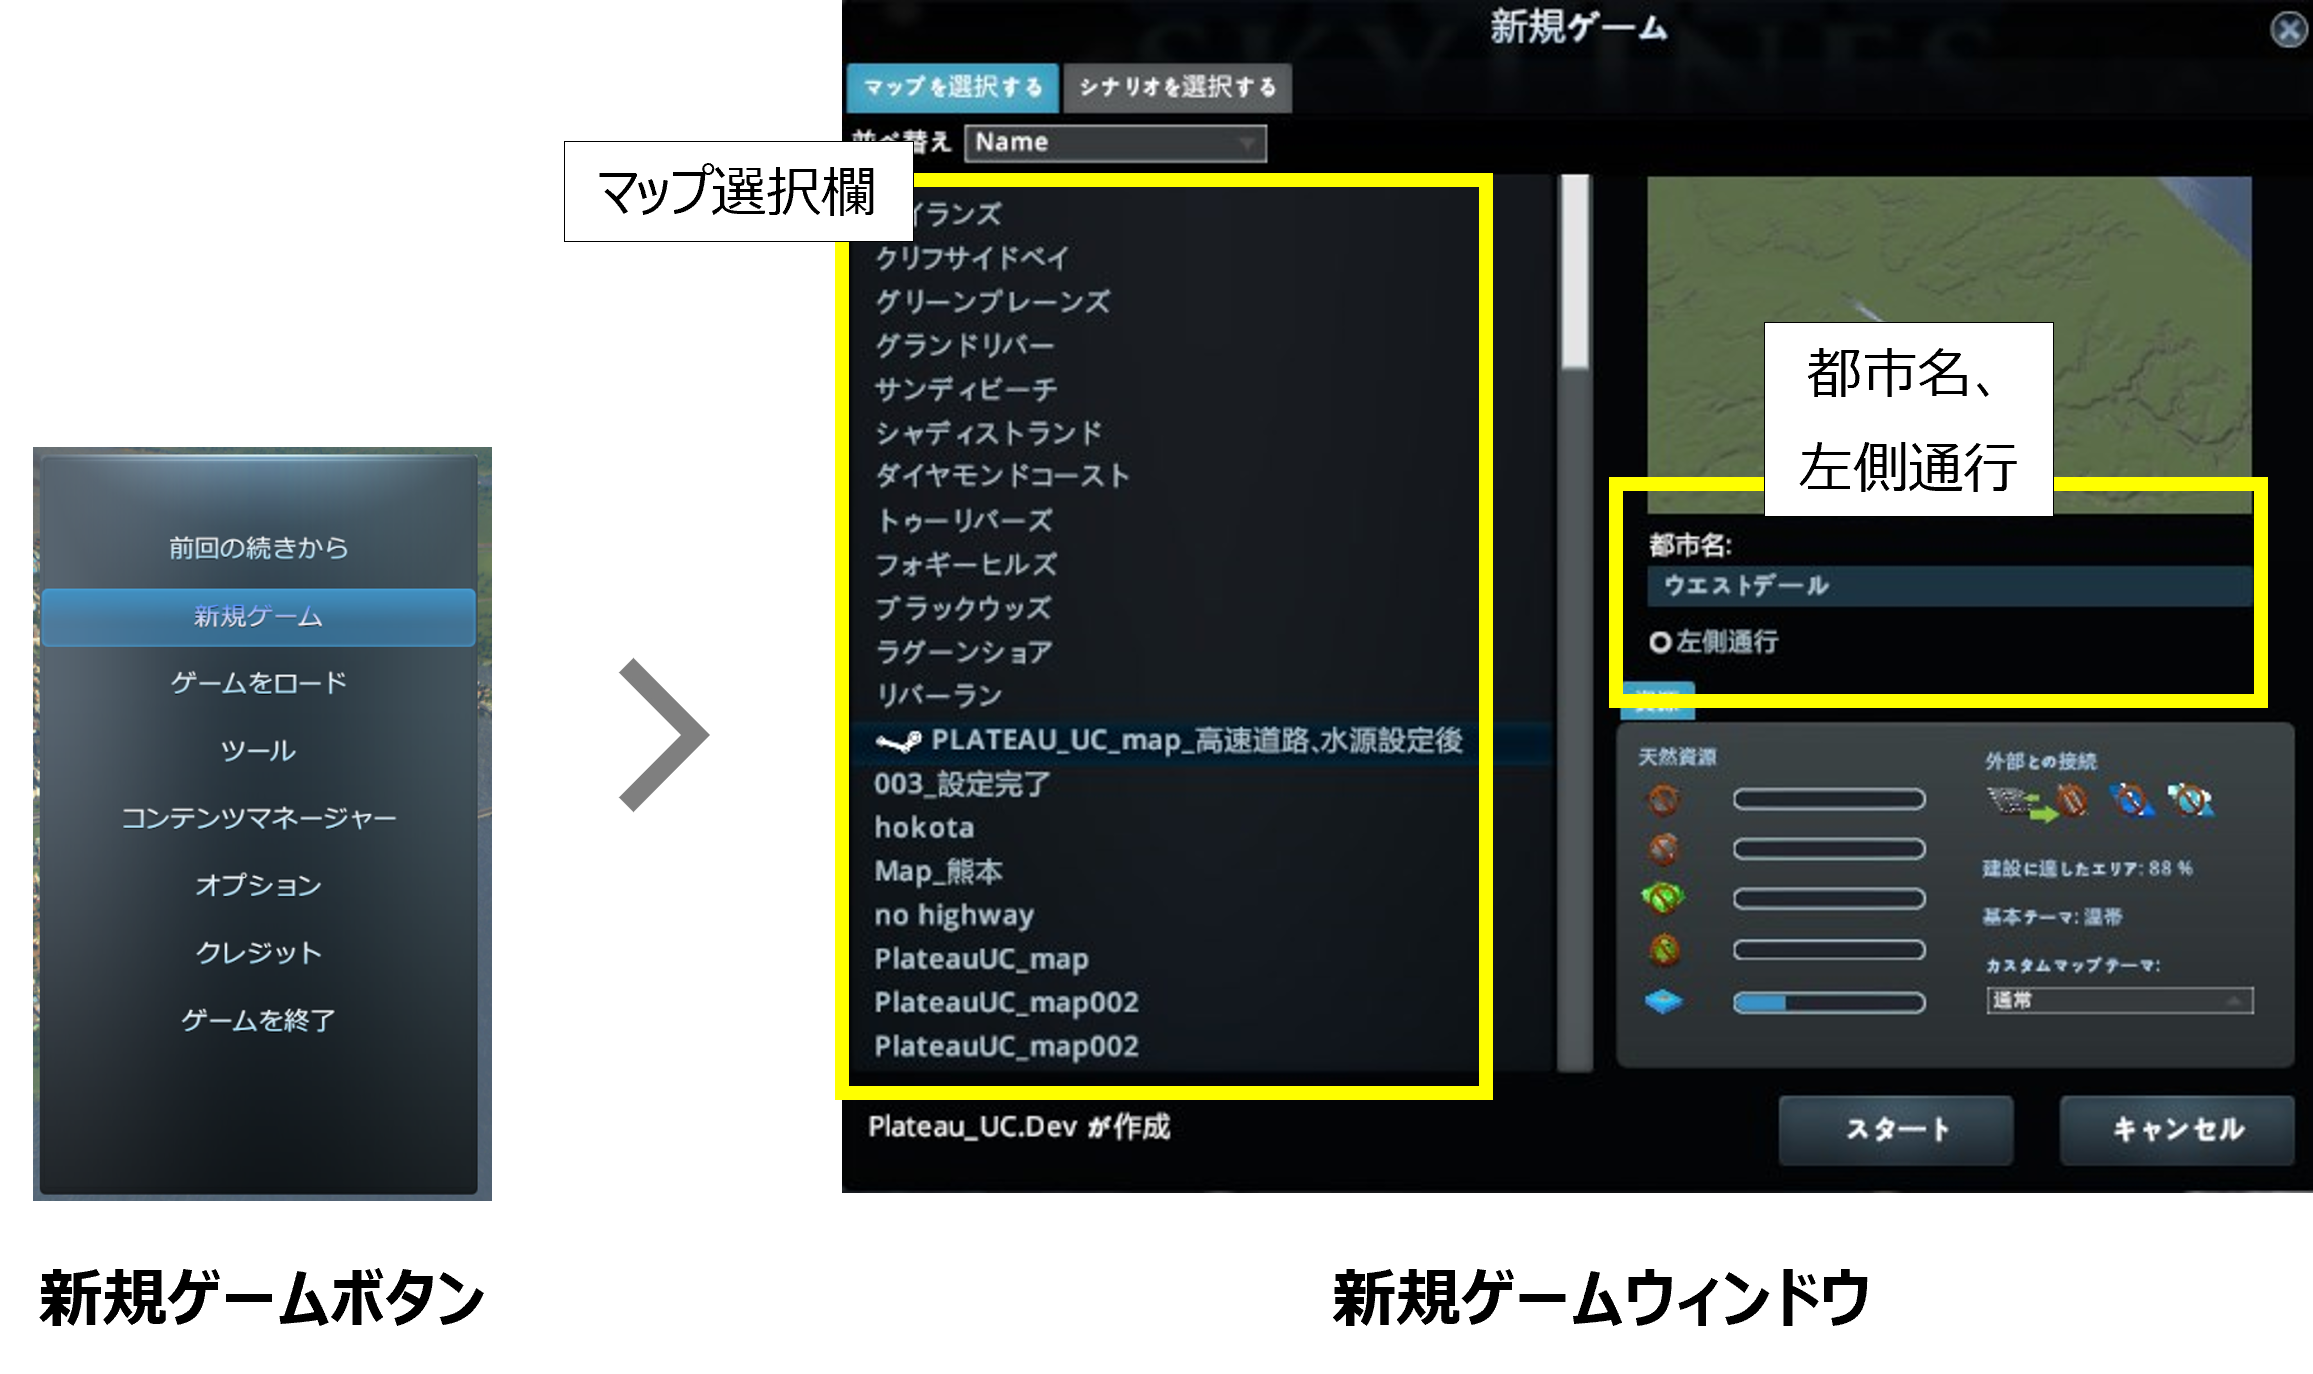 前回の続きから
新規ゲーム
ゲームをロード
ツール
コンテンツマネージャー
オプション
クレジット
ゲームを終了
新規ゲームボタン
新規ゲーム
マップを選択する
シナリオを選択する
並べ替え
Name
マップ選択欄
イランズ
クリフサイドベイ
グリーンプレーンズ
グランドリバー
サンディビーチ
シャディストランド
ダイヤモンドコースト
トゥーリバーズ
フォギーヒルズ
ブラックウッズ
ラグーンショア
リバーラン
PLATEAU_UC_map_高速道路、水源設定後
003_設定完了
hokota
Map_熊本
no highway
PlateauUC_map
PlateauUC_map002
PlateauUC_map002
Plateau_UC.Dev が作成
都市名、
左側通行
都市名:
ウエストデール
左側通行
資源
天然資源
外部との接続
建設に適したエリア: 88 %
基本テーマ: 温帯
カスタムマップテーマ:
通常
スタート
キャンセル
新規ゲームウィンドウ